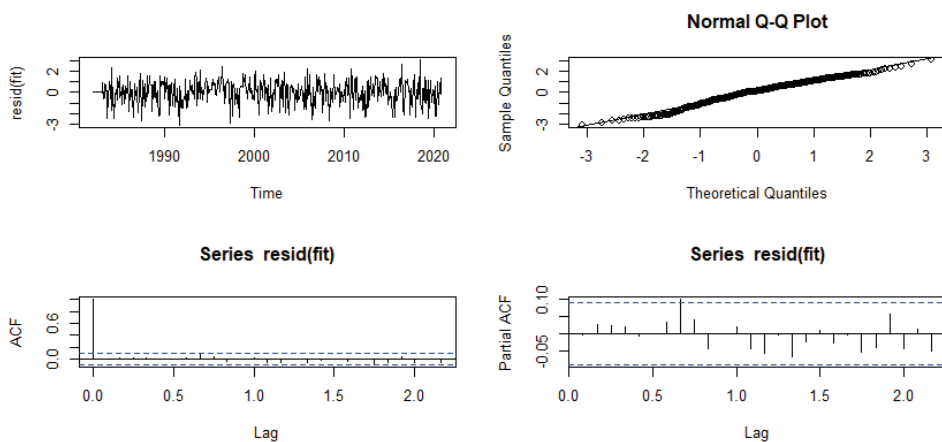 resid(fit)
2
0
-3
1990 2000 2010 2020
Time
Normal Q-Q Plot
Sample Quantiles
2
0
-3
-3 -2 -1 0 1 2 3
Theoretical Quantiles
Series resid(fit)
ACF
0.6
0.0
0.0 0.5 1.0 1.5 2.0
Lag
Series resid(fit)
Partial ACF
0.10
-0.05
0.0 0.5 1.0 1.5 2.0
Lag